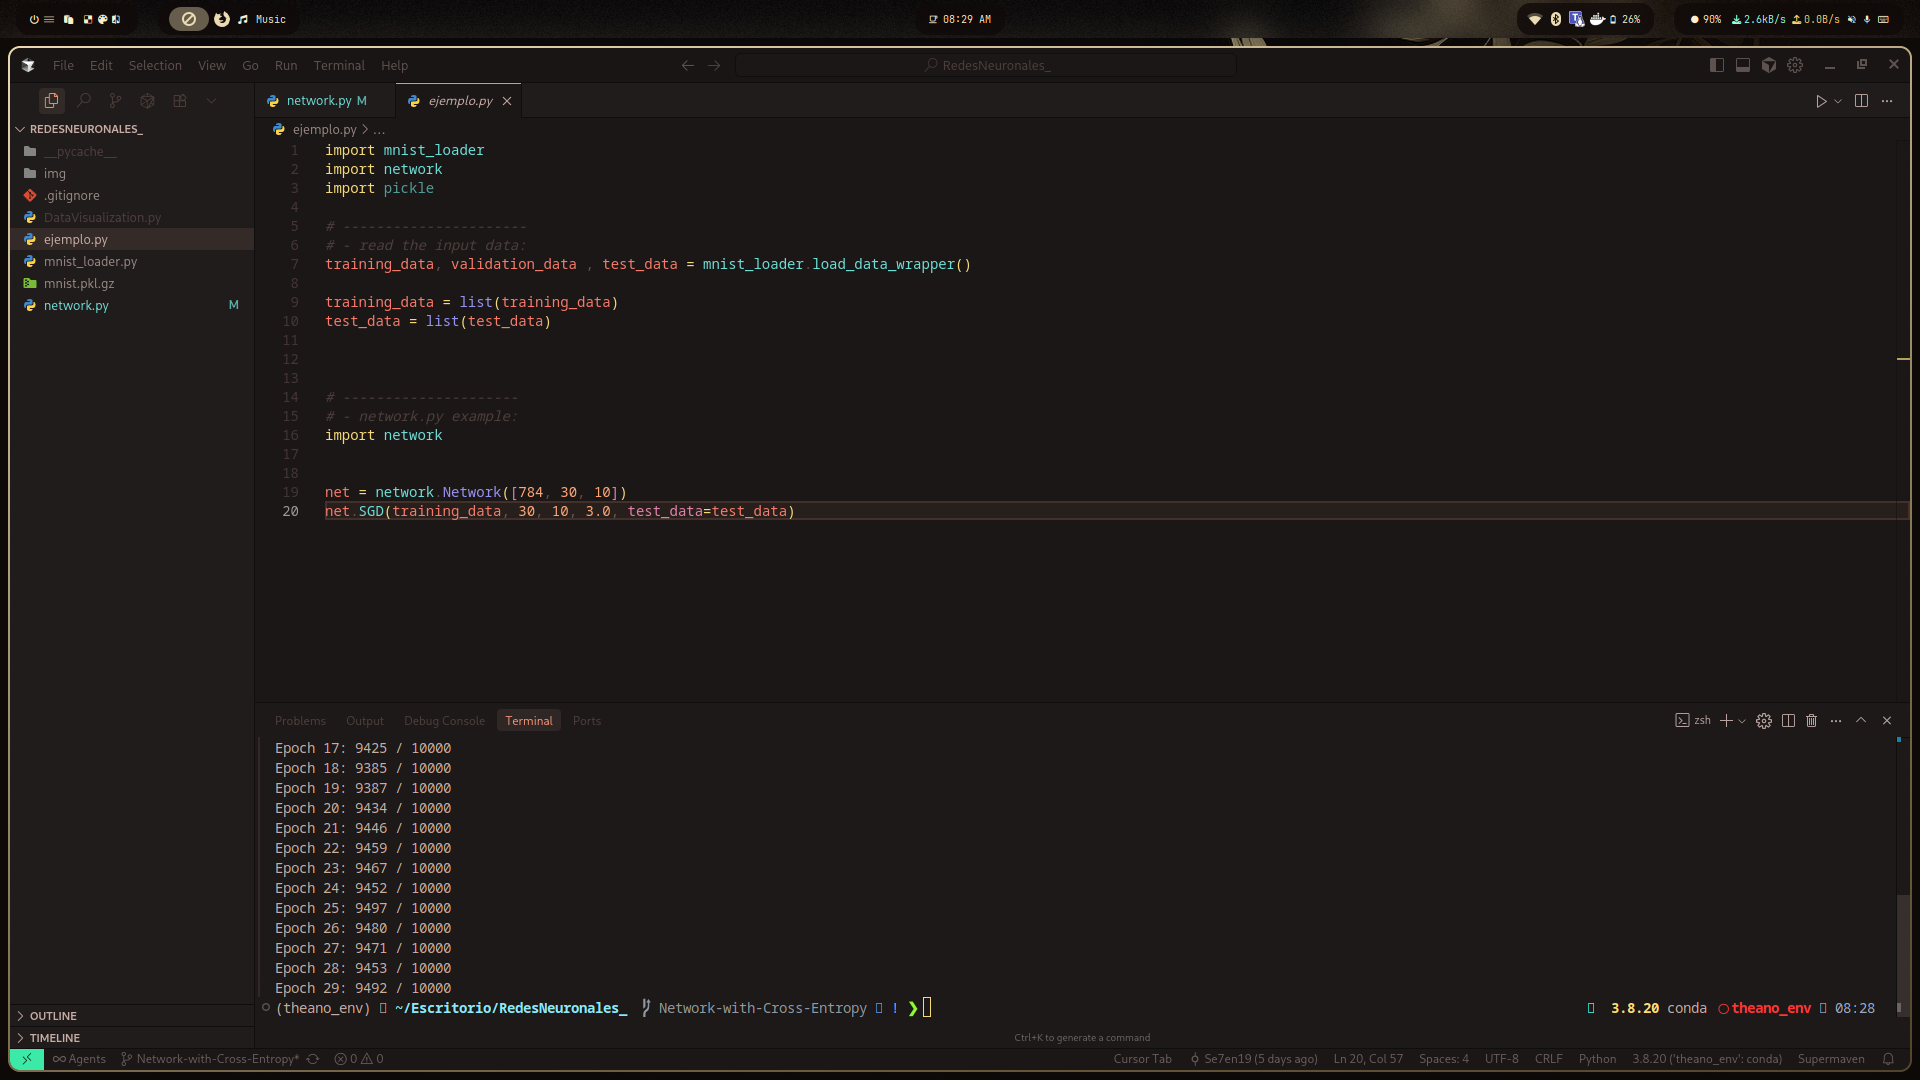 Music
08:29 AM
26%
90% 2.6kB/s 0.0B/s
File Edit Selection View Go Run Terminal Help
RedesNeuronales_
network.py M
ejemplo.py
REDESNEURONALES_
__pycache__
img
.gitignore
DataVisualization.py
ejemplo.py
mnist_loader.py
mnist.pkl.gz
network.py M
OUTLINE
TIMELINE
ejemplo.py > ...
1 import mnist_loader
2 import network
3 import pickle
4
5 # ----------------------
6 # - read the input data:
7 training_data, validation_data , test_data = mnist_loader.load_data_wrapper()
8
9 training_data = list(training_data)
10 test_data = list(test_data)
11
12
13
14 # ---------------------
15 # - network.py example:
16 import network
17
18
19 net = network.Network([784, 30, 10])
20 net.SGD(training_data, 30, 10, 3.0, test_data=test_data)
Problems Output Debug Console Terminal Ports
zsh
Epoch 17: 9425 / 10000
Epoch 18: 9385 / 10000
Epoch 19: 9387 / 10000
Epoch 20: 9434 / 10000
Epoch 21: 9446 / 10000
Epoch 22: 9459 / 10000
Epoch 23: 9467 / 10000
Epoch 24: 9452 / 10000
Epoch 25: 9497 / 10000
Epoch 26: 9480 / 10000
Epoch 27: 9471 / 10000
Epoch 28: 9453 / 10000
Epoch 29: 9492 / 10000
(theano_env) ~/Escritorio/RedesNeuronales_ Network-with-Cross-Entropy ! ❯ 3.8.20 conda theano_env 08:28
Ctrl+K to generate a command
Agents Network-with-Cross-Entropy* 0 0 Cursor Tab Se7en19 (5 days ago) Ln 20, Col 57 Spaces: 4 UTF-8 CRLF Python 3.8.20 ('theano_env': conda) Supermaven